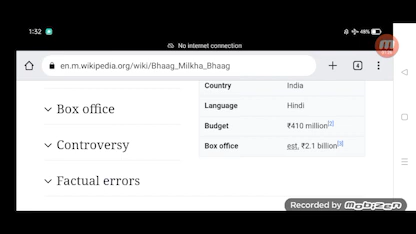 1:32
48%
No internet connection
en.m.wikipedia.org/wiki/Bhaag_Milkha_Bhaag
4
Country India
Box office
Language Hindi
Budget ₹410 million[2]
Controversy
Box office est. ₹2.1 billion[3]
Factual errors
Recorded by Mobizen